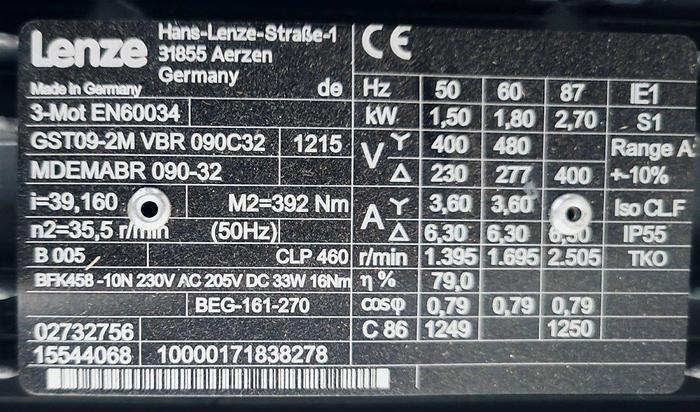 Lenze Hans-Lenze-Straße-1
31855 Aerzen
Germany
Made in Germany de
3-Mot EN60034
GST09-2M VBR 090C32 1215
MDEMABR 090-32
i=39,160 M2=392 Nm
n2=35,5 r/min (50Hz)
B 005 CLP 460
BFK458 -10N 230V AC 205V DC 33W 16Nm
BEG-161-270
02732756
15544068 10000171838278
CE
Hz 50 60 87 IE1
kW 1,50 1,80 2,70 S1
V Y 400 480 Range A:
Δ 230 277 400 +-10%
A Y 3,60 3,60 Iso CLF
Δ 6,30 6,30 6,30 IP55
r/min 1.395 1.695 2.505 TKO
η % 79,0
cosφ 0,79 0,79 0,79
C 86 1249 1250